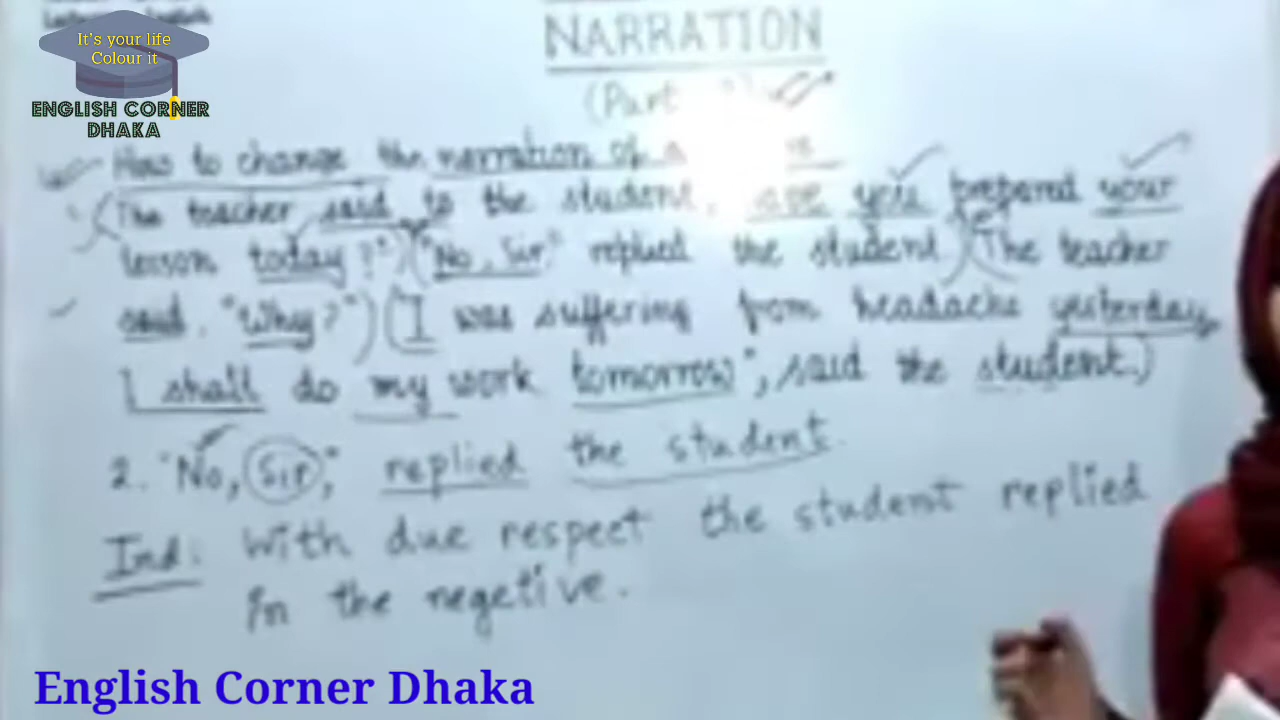 It's your life
Colour it
ENGLISH CORNER
DHAKA
NARRATION
(Part
How to change the narration of a
(The teacher said to the student, "are you prepared your
lesson today?") ("No, Sir" replied the student.) (The teacher
said. "Why?") (I was suffering from headache yesterday,
I shall do my work tomorrow", said the student.)
2. "No, Sir," replied the student.
Ind: With due respect the student replied
in the negetive.
English Corner Dhaka